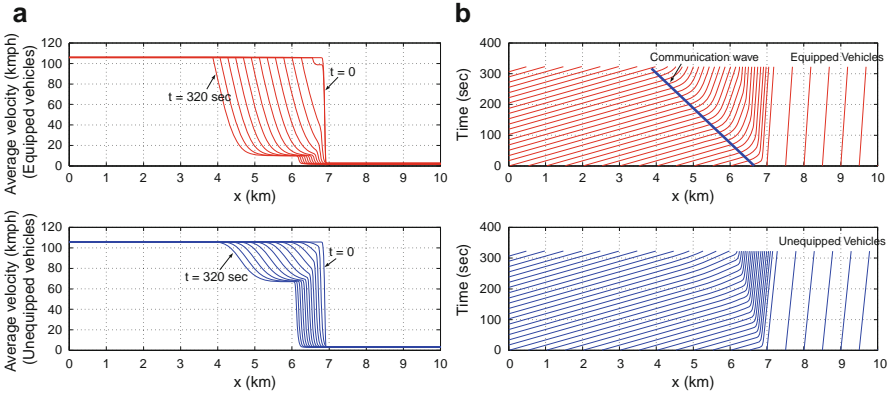 a
Average velocity (kmph)
(Equipped vehicles)
120
100
80
60
40
20
0
t = 0
t = 320 sec
0 1 2 3 4 5 6 7 8 9 10
x (km)
Average velocity (kmph)
(Unequipped vehicles)
120
100
80
60
40
20
0
t = 0
t = 320 sec
0 1 2 3 4 5 6 7 8 9 10
x (km)
b
Time (sec)
400
300
200
100
0
Communication wave
Equipped Vehicles
0 1 2 3 4 5 6 7 8 9 10
x (km)
Time (sec)
400
300
200
100
0
Unequipped Vehicles
0 1 2 3 4 5 6 7 8 9 10
x (km)